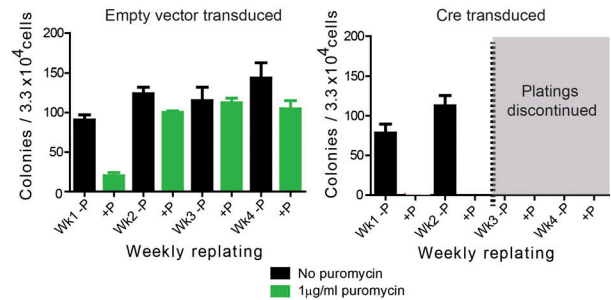 Empty vector transduced
Colonies / 3.3 x10⁴cells
200
150
100
50
0
Wk1 -P
+P
Wk2 -P
+P
Wk3 -P
+P
Wk4 -P
+P
Weekly replating
Cre transduced
Colonies / 3.3 x10⁴cells
200
150
100
50
0
Platings
discontinued
Wk1 -P
+P
Wk2 -P
+P
Wk3 -P
+P
Wk4 -P
+P
Weekly replating
No puromycin
1µg/ml puromycin